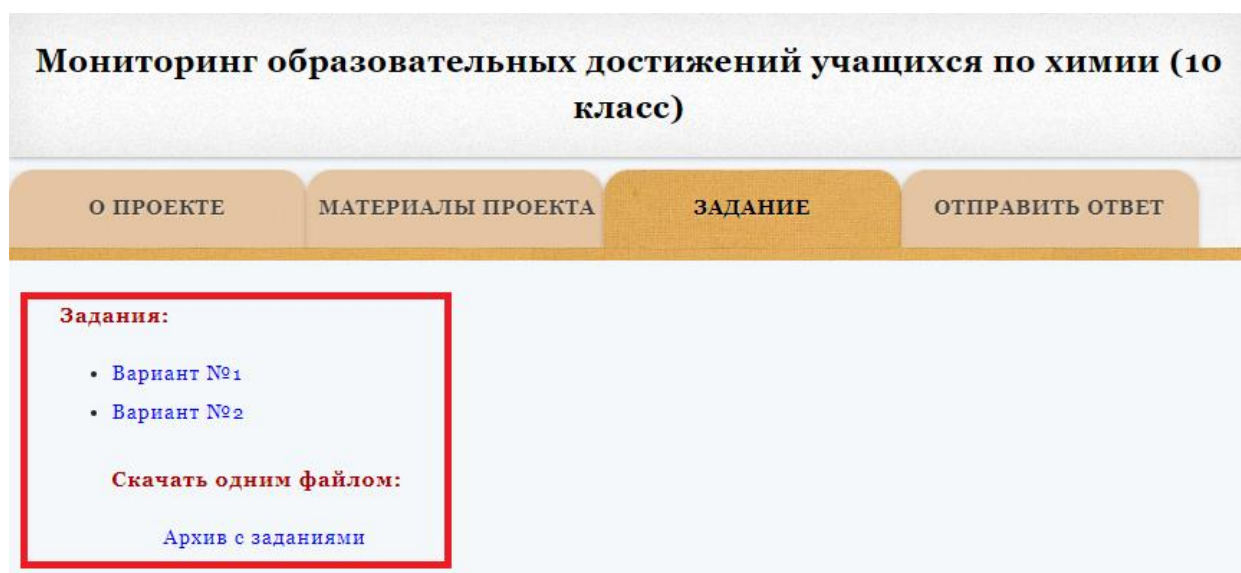 Мониторинг образовательных достижений учащихся по химии (10
класс)
О ПРОЕКТЕ
МАТЕРИАЛЫ ПРОЕКТА
ЗАДАНИЕ
ОТПРАВИТЬ ОТВЕТ
Задания:
• Вариант №1
• Вариант №2
Скачать одним файлом:
Архив с заданиями